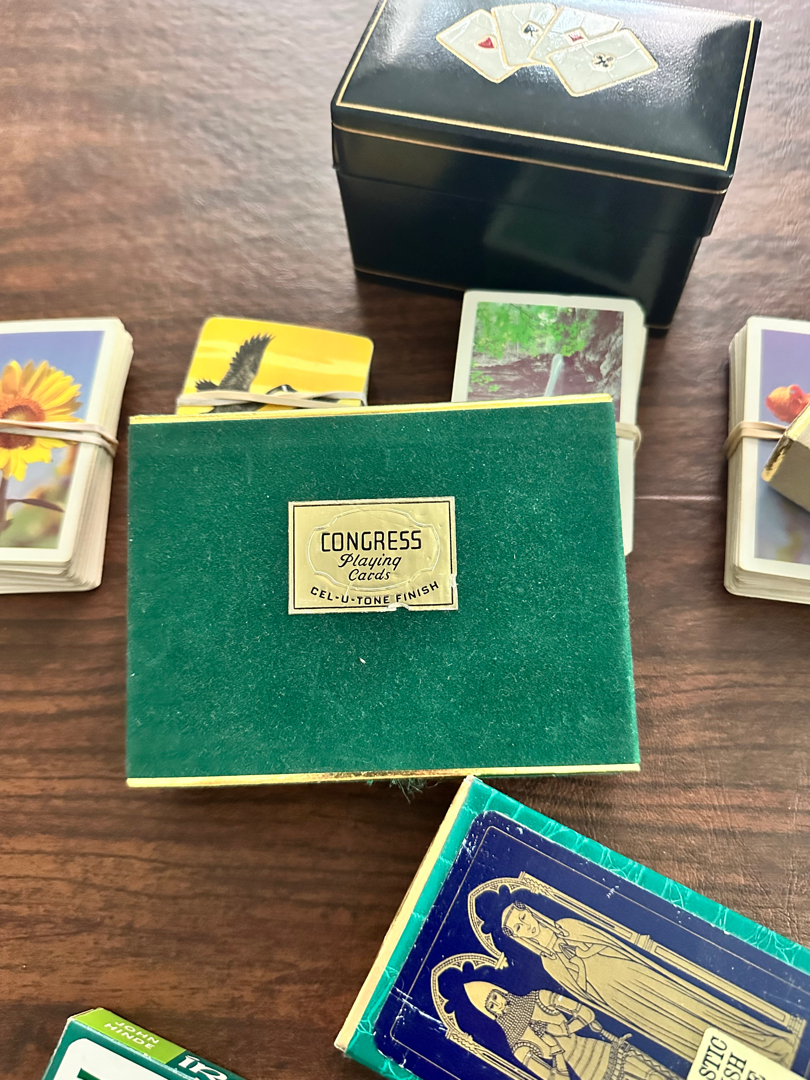 CONGRESS
Playing
Cards
CEL-U-TONE FINISH
JOHN
HINDE